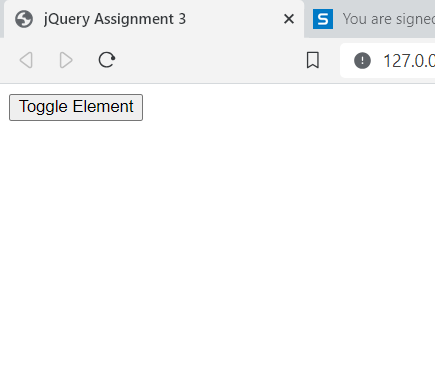 jQuery Assignment 3
S You are signed
127.0.0
Toggle Element